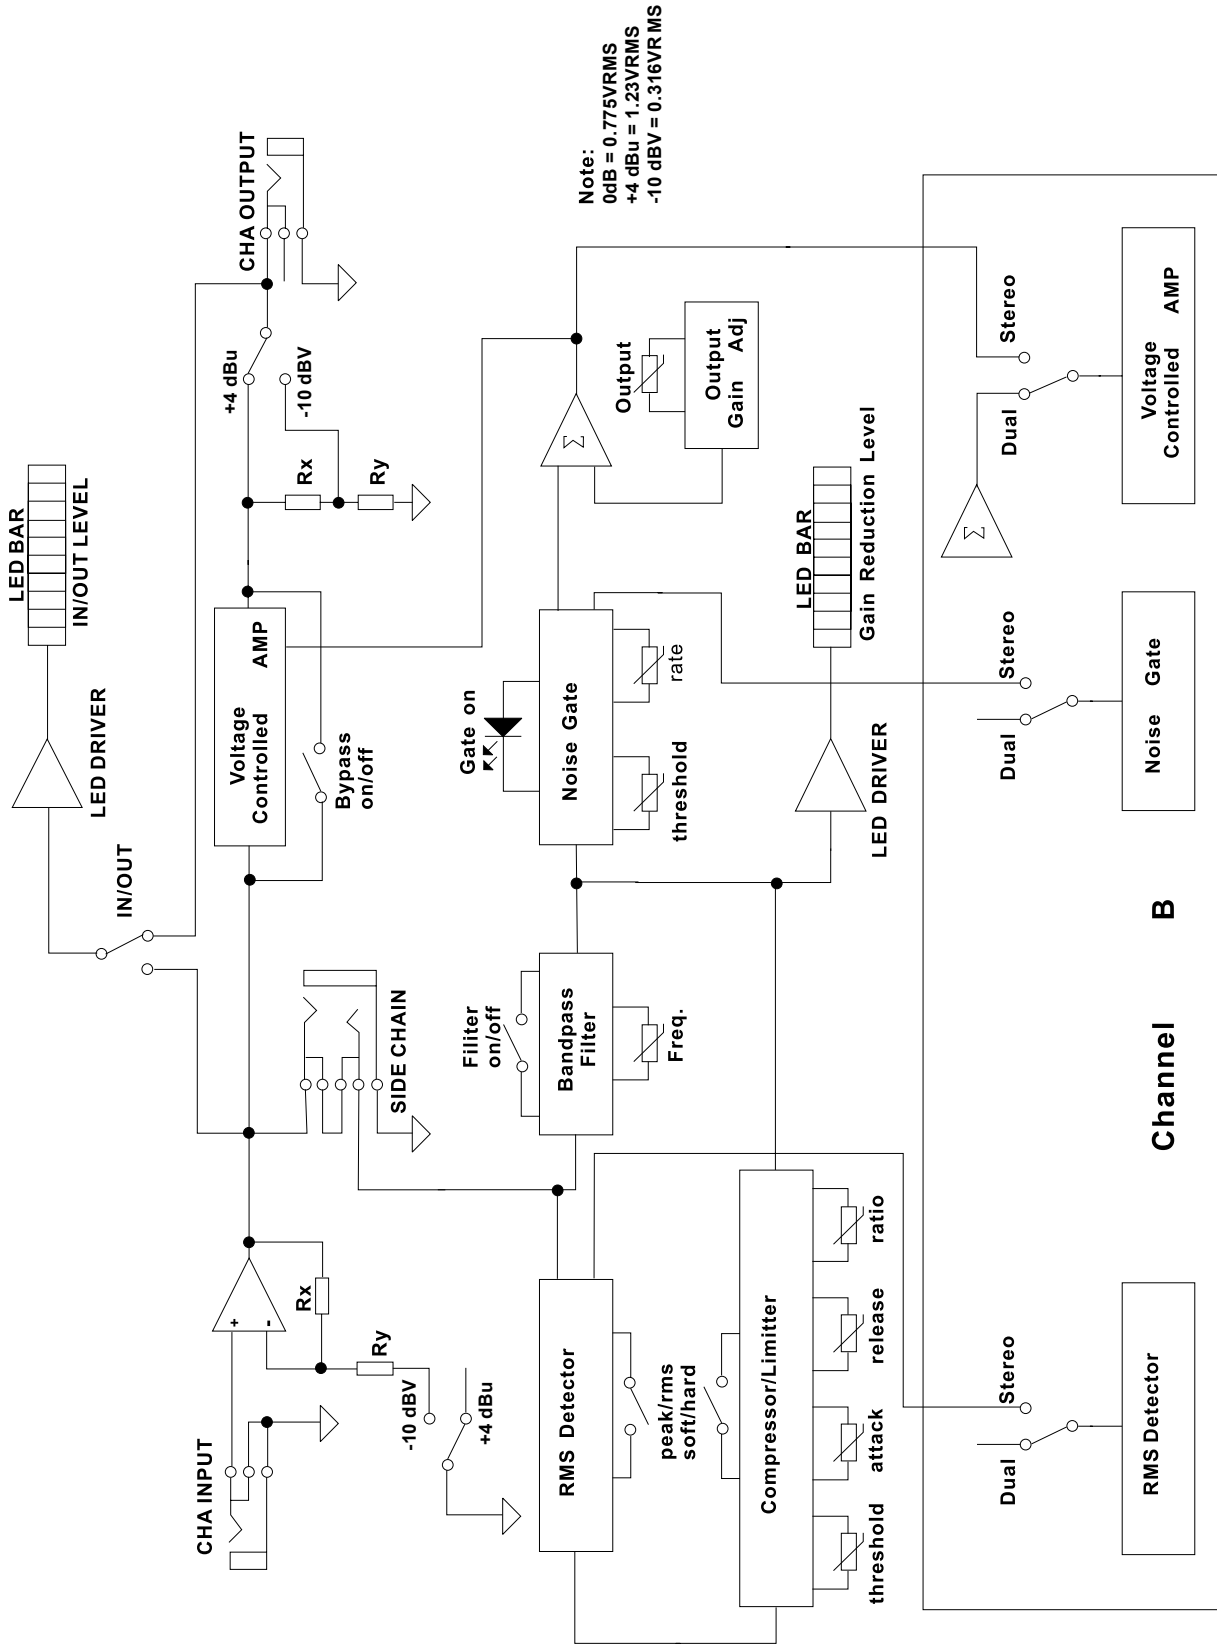 LED BAR
IN/OUT LEVEL
LED DRIVER
IN/OUT
CHA INPUT
+
-
Rx
Ry
-10 dBV
+4 dBu
SIDE CHAIN
Voltage
Controlled AMP
Bypass
on/off
Rx
Ry
+4 dBu
-10 dBV
CHA OUTPUT
RMS Detector
peak/rms
soft/hard
Filiter
on/off
Bandpass
Filter
Freq.
Gate on
Noise Gate
threshold
rate
Σ
Output
Output
Gain Adj
Note:
0dB = 0.775VRMS
+4 dBu = 1.23VRMS
-10 dBV = 0.316VR MS
Compressor/Limitter
threshold
attack
release
ratio
LED DRIVER
LED BAR
Gain Reduction Level
Dual
Stereo
RMS Detector
Channel B
Dual
Stereo
Noise Gate
Σ
Dual
Stereo
Voltage
Controlled AMP